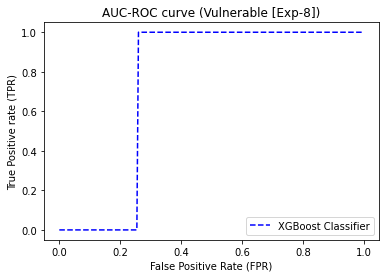 AUC-ROC curve (Vulnerable [Exp-8])
True Positive rate (TPR)
1.0
0.8
0.6
0.4
0.2
0.0
XGBoost Classifier
0.0 0.2 0.4 0.6 0.8 1.0
False Positive Rate (FPR)